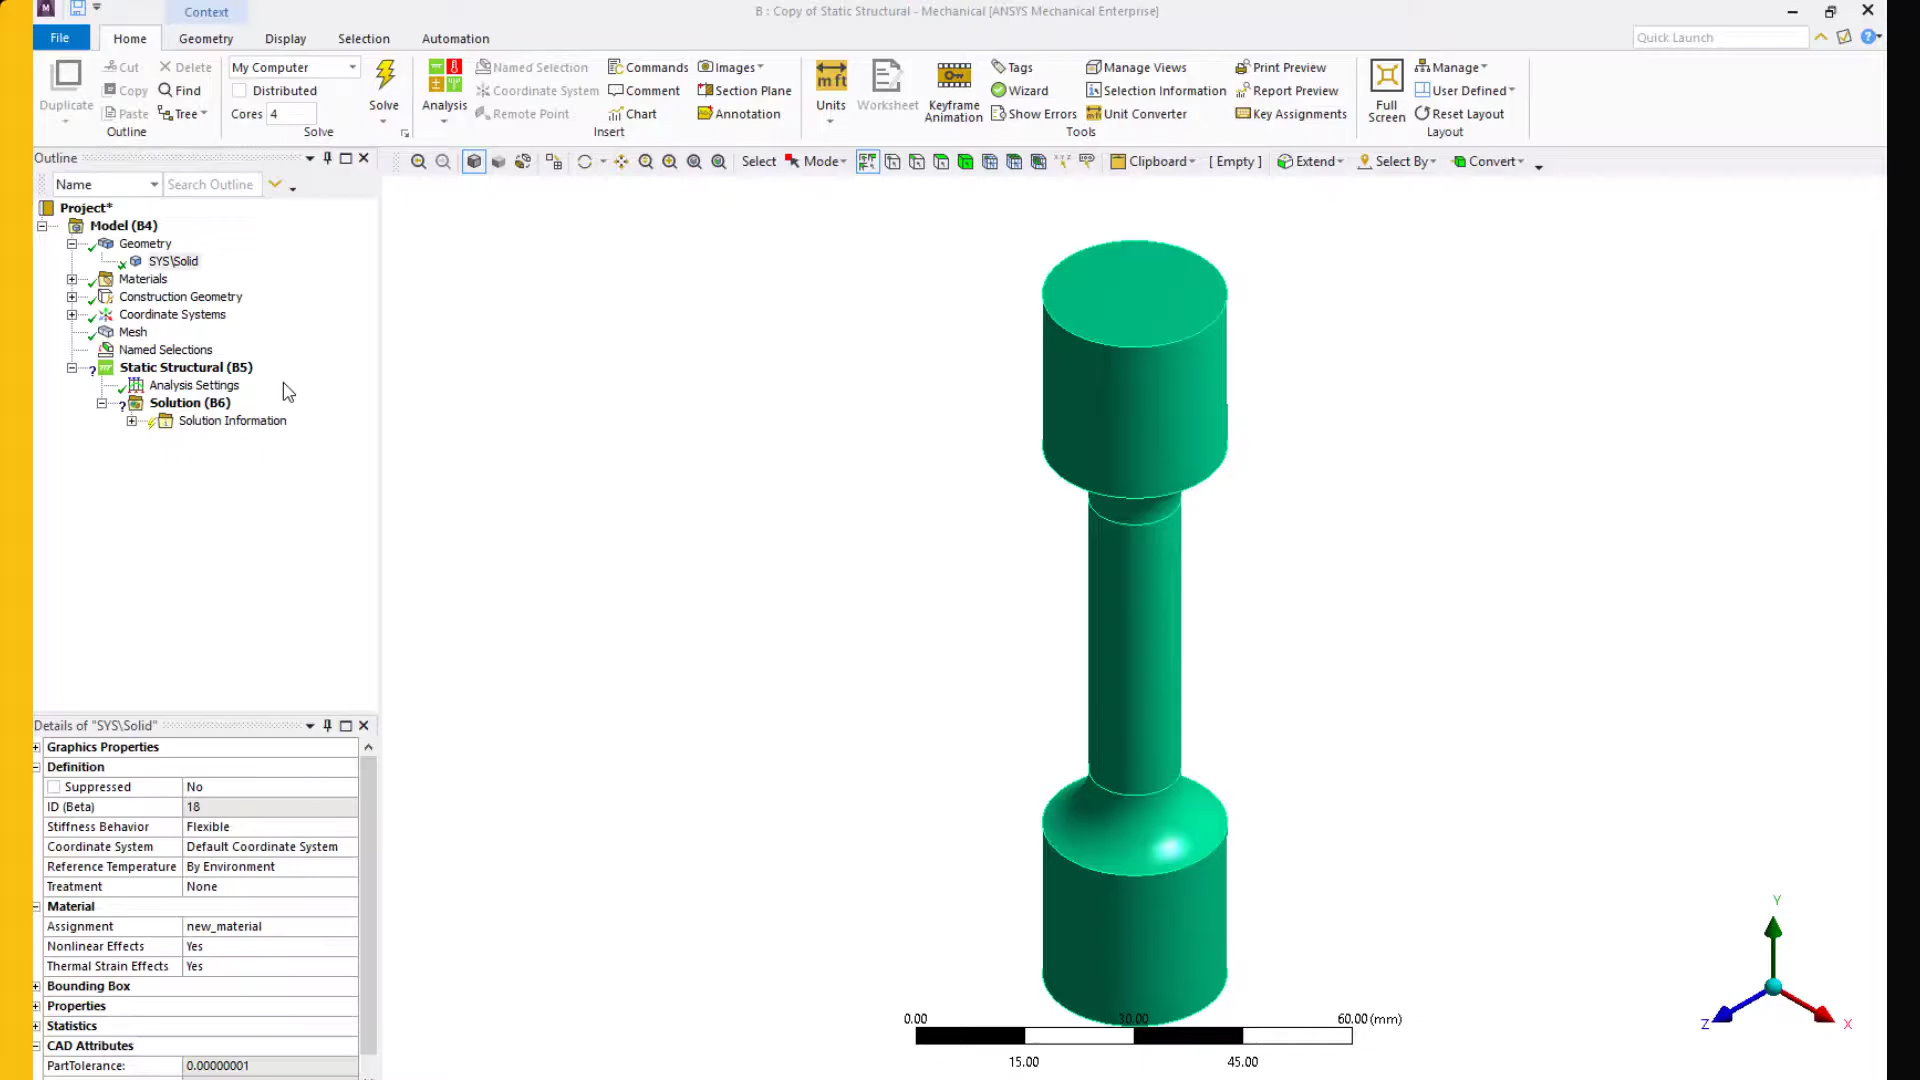 Context
B : Copy of Static Structural - Mechanical [ANSYS Mechanical Enterprise]
File Home Geometry Display Selection Automation
Quick Launch
Duplicate
Cut Delete
Copy Find
Paste Tree
Outline
My Computer
Distributed
Cores 4
Solve
Solve
Analysis
Named Selection Commands Images
Coordinate System Comment Section Plane
Remote Point Chart Annotation
Insert
mft
Units
Worksheet
Keyframe
Animation
Tags Manage Views Print Preview
Wizard Selection Information Report Preview
Show Errors Unit Converter Key Assignments
Tools
Full
Screen
Manage
User Defined
Reset Layout
Layout
Outline
Select Mode Clipboard [ Empty ] Extend Select By Convert
Name Search Outline
Project*
Model (B4)
Geometry
SYS\Solid
Materials
Construction Geometry
Coordinate Systems
Mesh
Named Selections
Static Structural (B5)
Analysis Settings
Solution (B6)
Solution Information
Details of "SYS\Solid"
Graphics Properties
Definition
Suppressed No
ID (Beta) 18
Stiffness Behavior Flexible
Coordinate System Default Coordinate System
Reference Temperature By Environment
Treatment None
Material
Assignment new_material
Nonlinear Effects Yes
Thermal Strain Effects Yes
Bounding Box
Properties
Statistics
CAD Attributes
PartTolerance: 0.00000001
0.00 30.00 60.00 (mm)
15.00 45.00
Y
Z X